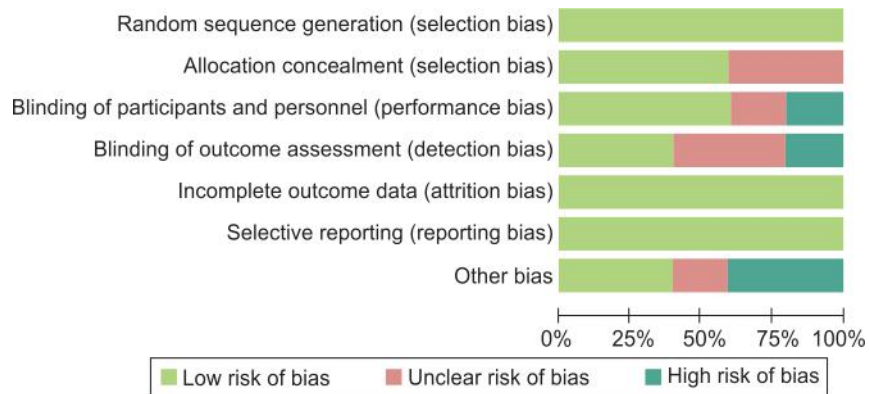 Random sequence generation (selection bias)
Allocation concealment (selection bias)
Blinding of participants and personnel (performance bias)
Blinding of outcome assessment (detection bias)
Incomplete outcome data (attrition bias)
Selective reporting (reporting bias)
Other bias
0% 25% 50% 75% 100%
Low risk of bias Unclear risk of bias High risk of bias